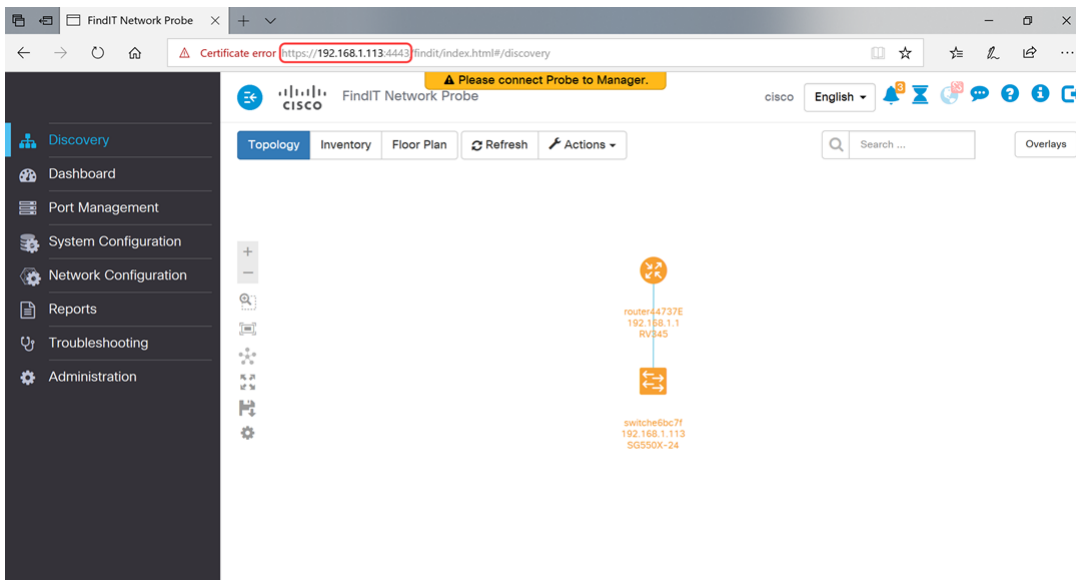 FindIT Network Probe
Certificate error https://192.168.1.113:4443/findit/index.html#/discovery
Please connect Probe to Manager.
CISCO FindIT Network Probe
cisco English 3
Discovery
Topology Inventory Floor Plan Refresh Actions Search ... Overlays
Dashboard
Port Management
System Configuration
Network Configuration
Reports
Troubleshooting
Administration
router44737E
192.168.1.1
RV345
switche6bc7f
192.168.1.113
SG550X-24